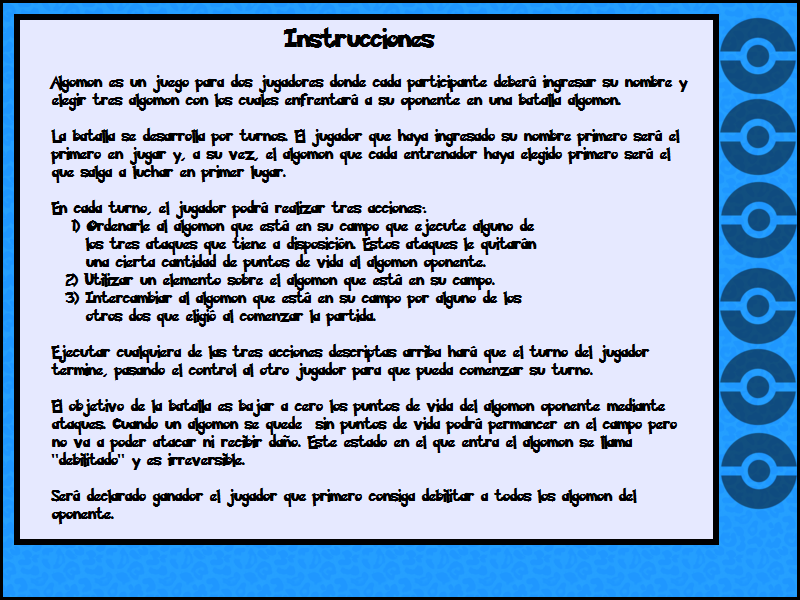 Instrucciones
Algomon es un juego para dos jugadores donde cada participante deberá ingresar su nombre y
elegir tres algomon con los cuales enfrentará a su oponente en una batalla algomon.
La batalla se desarrolla por turnos. El jugador que haya ingresado su nombre primero será el
primero en jugar y, a su vez, el algomon que cada entrenador haya elegido primero será el
que salga a luchar en primer lugar.
En cada turno, el jugador podrá realizar tres acciones:
1) Ordenarle al algomon que está en su campo que ejecute alguno de
los tres ataques que tiene a disposición. Estos ataques le quitarán
una cierta cantidad de puntos de vida al algomon oponente.
2) Utilizar un elemento sobre el algomon que está en su campo.
3) Intercambiar al algomon que está en su campo por alguno de los
otros dos que eligió al comenzar la partida.
Ejecutar cualquiera de las tres acciones descriptas arriba hará que el turno del jugador
termine, pasando el control al otro jugador para que pueda comenzar su turno.
El objetivo de la batalla es bajar a cero los puntos de vida del algomon oponente mediante
ataques. Cuando un algomon se quede sin puntos de vida podrá permancer en el campo pero
no va a poder atacar ni recibir daño. Este estado en el que entra el algomon se llama
"debilitado" y es irreversible.
Será declarado ganador el jugador que primero consiga debilitar a todos los algomon del
oponente.